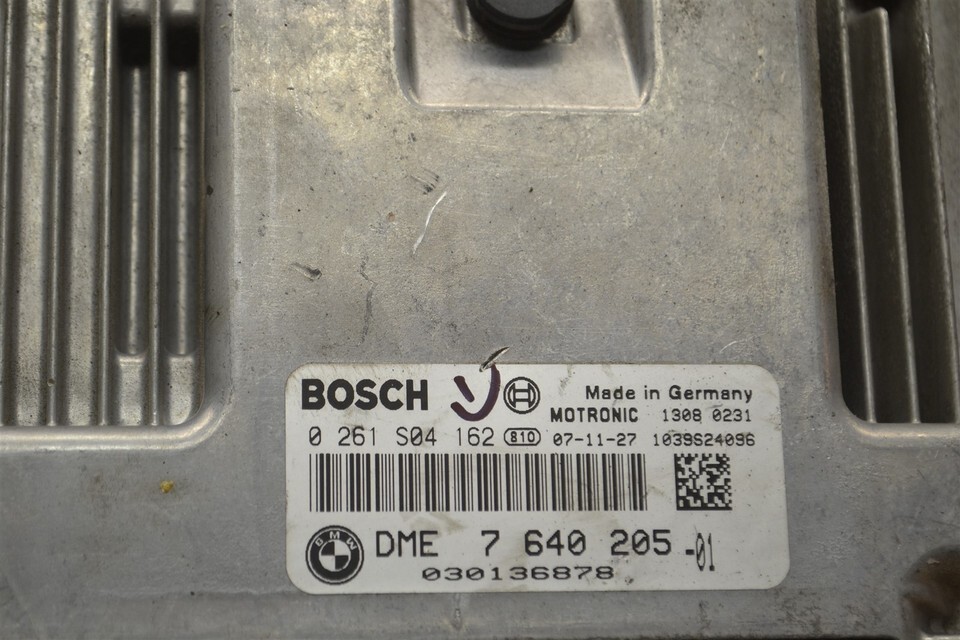 BOSCH Made in Germany
MOTRONIC 1308 0231
0 261 S04 162 810 07-11-27 1039S24096
BMW DME 7 640 205 -01
030136878